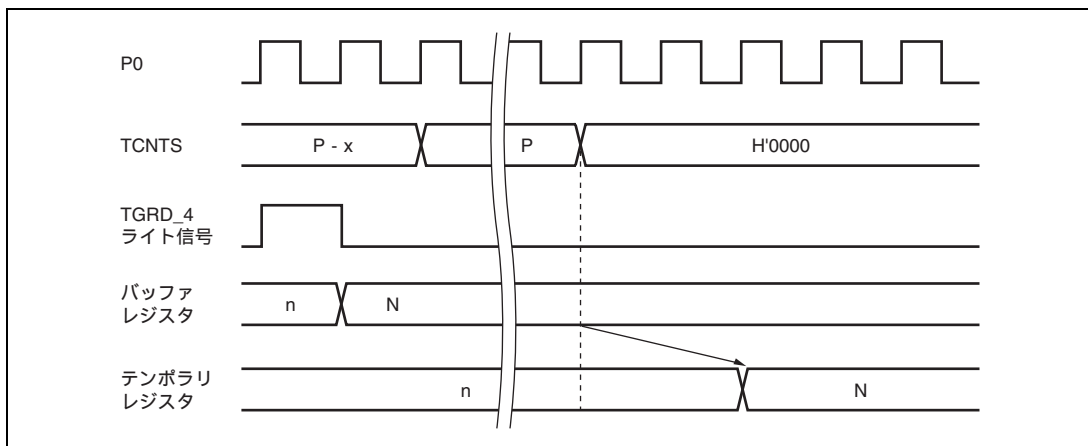 P0
TCNTS
P - x
P
H'0000
TGRD_4
ライト信号
バッファ
レジスタ
n
N
テンポラリ
レジスタ
n
N